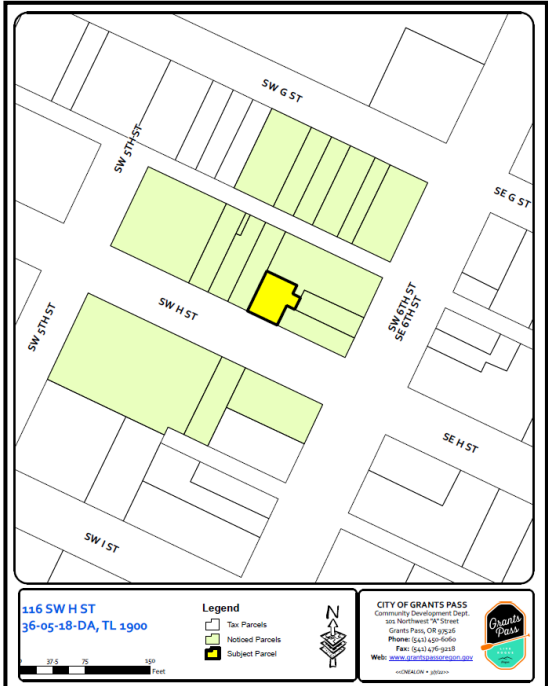 SW G ST
SW 5TH ST
SE G ST
SW H ST
SW 6TH ST
SE 6TH ST
SW 5TH ST
SE H ST
SW I ST
116 SW H ST
36-05-18-DA, TL 1900
37.5 75 150
Feet
Legend
Tax Parcels
Noticed Parcels
Subject Parcel
N
CITY OF GRANTS PASS
Community Development Dept.
101 Northwest "A" Street
Grants Pass, OR 97526
Phone: (541) 450-6060
Fax: (541) 476-9218
Web: www.grantspassoregon.gov
Grants
Pass